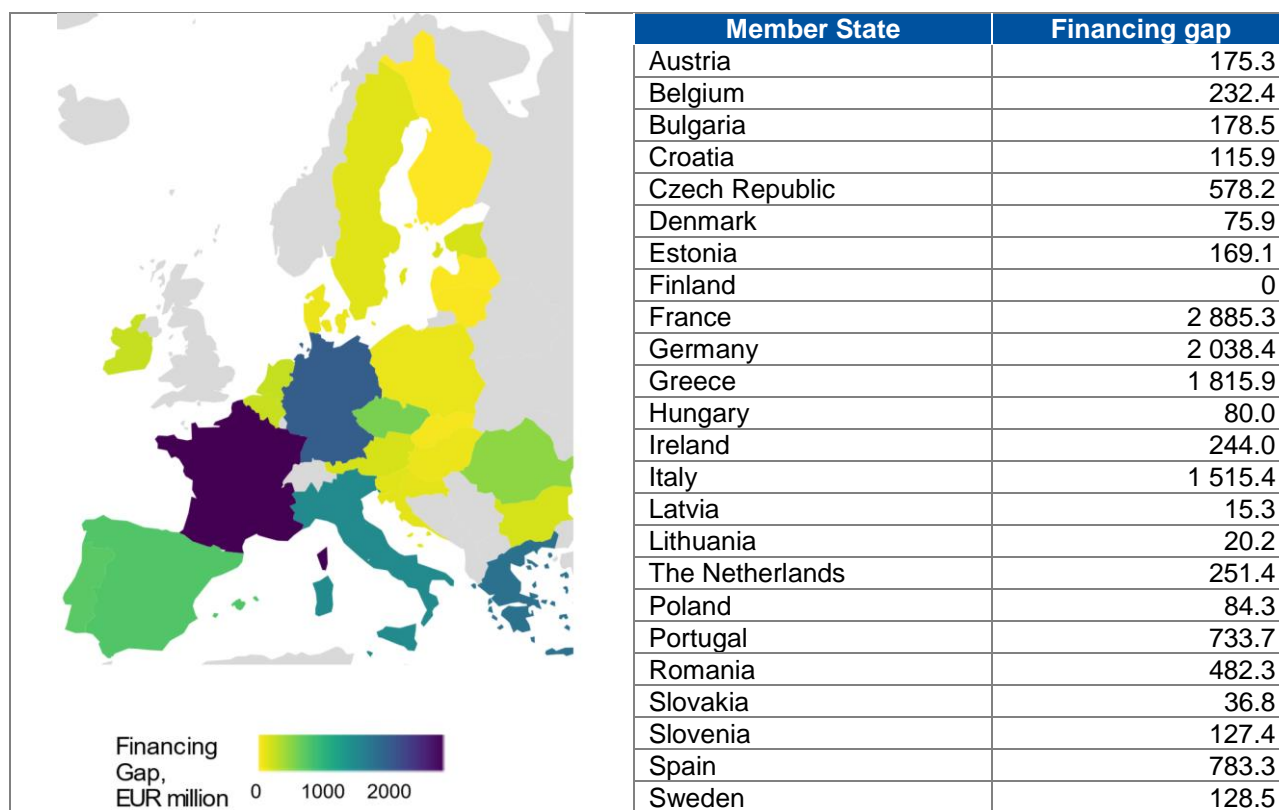 Member State Financing gap
Austria 175.3
Belgium 232.4
Bulgaria 178.5
Croatia 115.9
Czech Republic 578.2
Denmark 75.9
Estonia 169.1
Finland 0
France 2 885.3
Germany 2 038.4
Greece 1 815.9
Hungary 80.0
Ireland 244.0
Italy 1 515.4
Latvia 15.3
Lithuania 20.2
The Netherlands 251.4
Poland 84.3
Portugal 733.7
Romania 482.3
Slovakia 36.8
Slovenia 127.4
Spain 783.3
Sweden 128.5
Financing
Gap,
EUR million
0 1000 2000